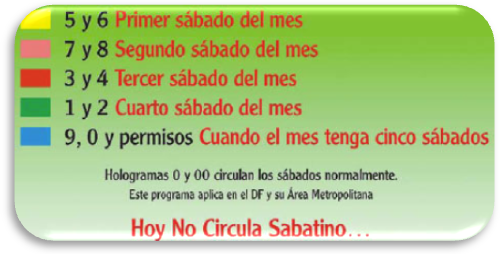 5 y 6 Primer sábado del mes
7 y 8 Segundo sábado del mes
3 y 4 Tercer sábado del mes
1 y 2 Cuarto sábado del mes
9, 0 y permisos Cuando el mes tenga cinco sábados
Hologramas 0 y 00 circulan los sábados normalmente.
Este programa aplica en el DF y su Área Metropolitana
Hoy No Circula Sabatino...